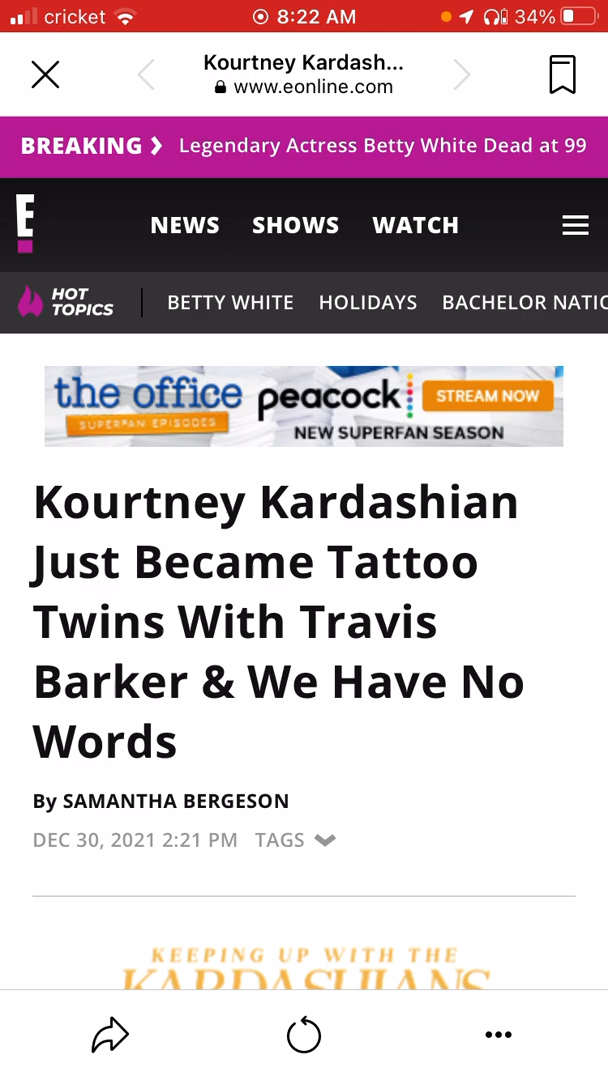 cricket 8:22 AM 34%
Kourtney Kardash...
www.eonline.com
BREAKING Legendary Actress Betty White Dead at 99
E
NEWS SHOWS WATCH
HOT TOPICS BETTY WHITE HOLIDAYS BACHELOR NATIO
the office peacock STREAM NOW
SUPERFAN EPISODES
NEW SUPERFAN SEASON
Kourtney Kardashian
Just Became Tattoo
Twins With Travis
Barker & We Have No
Words
By SAMANTHA BERGESON
DEC 30, 2021 2:21 PM TAGS
KEEPING UP WITH THE
KARDASHIANS